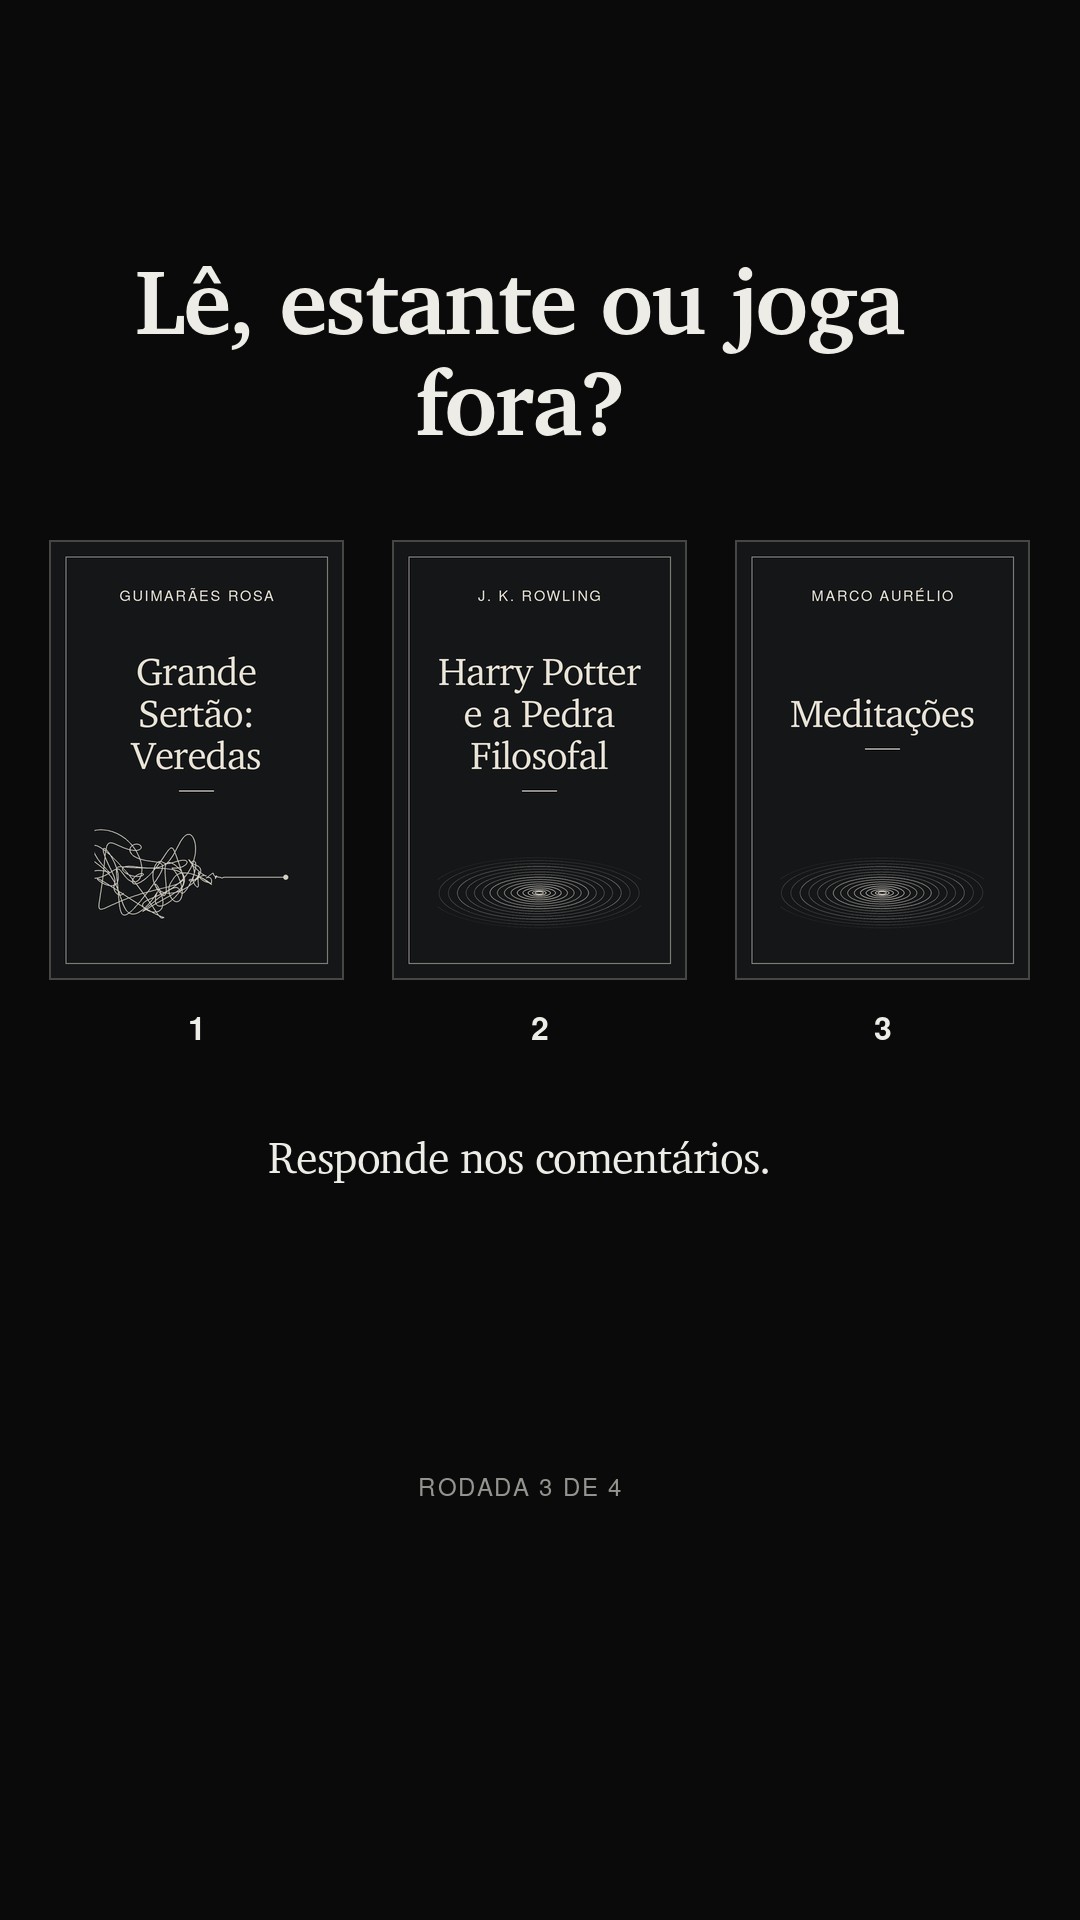 Lê, estante ou joga
fora?
GUIMARÃES ROSA
Grande
Sertão:
Veredas
1
J. K. ROWLING
Harry Potter
e a Pedra
Filosofal
2
MARCO AURÉLIO
Meditações
3
Responde nos comentários.
RODADA 3 DE 4